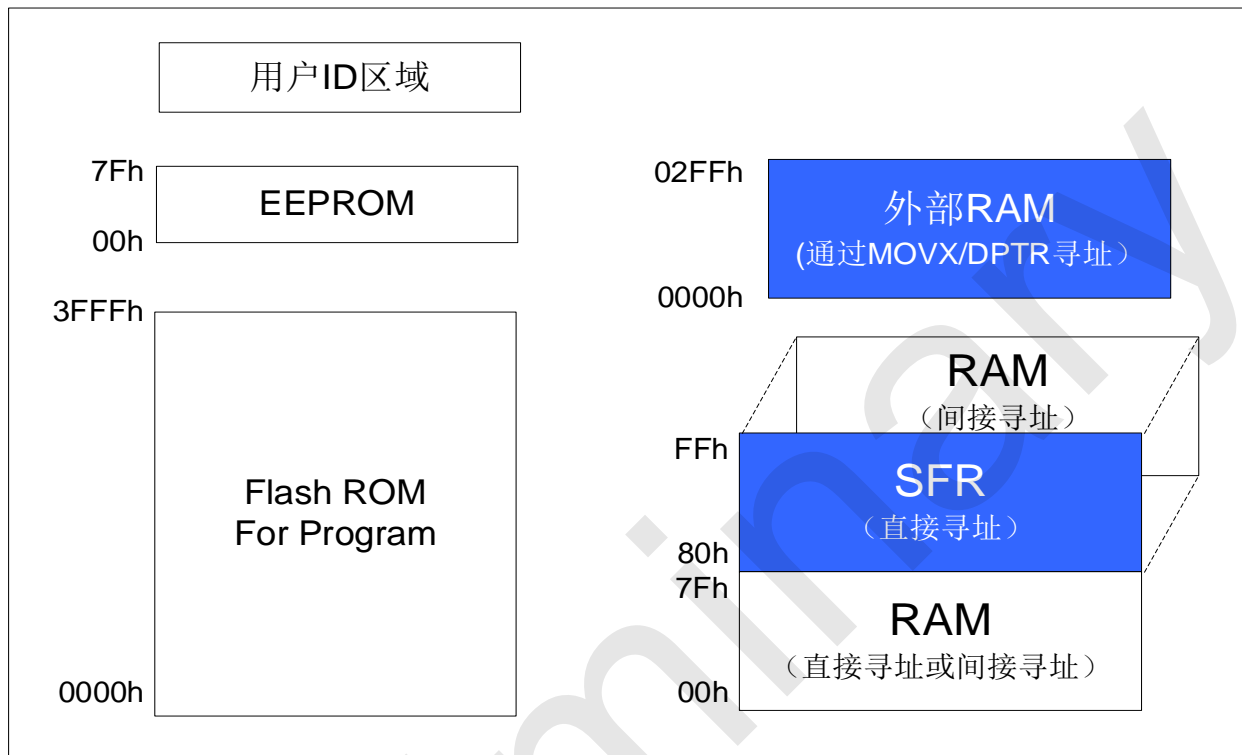 用户ID区域
7Fh
EEPROM
00h
3FFFh
Flash ROM
For Program
0000h
02FFh
外部RAM
(通过MOVX/DPTR寻址）
0000h
RAM
（间接寻址）
FFh
SFR
（直接寻址）
80h
7Fh
RAM
（直接寻址或间接寻址）
00h
minary